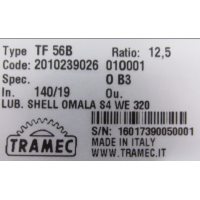 Type TF 56B Ratio: 12,5
Code: 2010239026 010001
Spec. O B3
In. 140/19 Ou.
LUB. SHELL OMALA S4 WE 320
S/N: 16017390050001
MADE IN ITALY
TRAMEC WWW.TRAMEC.IT